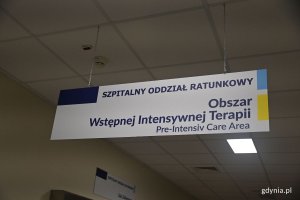 SZPITALNY ODDZIAŁ RATUNKOWY
Obszar
Wstępnej Intensywnej Terapii
Pre-Intensiv Care Area
gdynia.pl